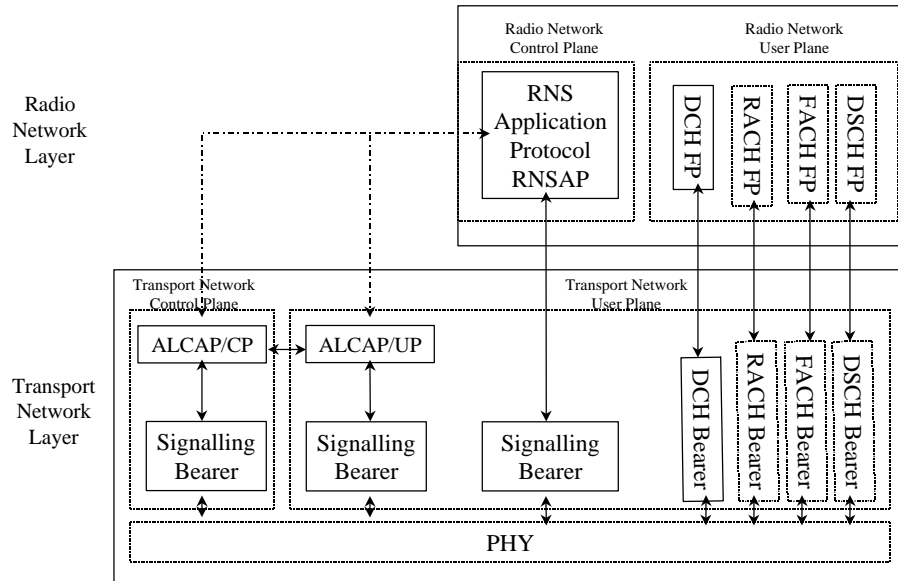 Radio Network
Control Plane
Radio Network
User Plane
Radio
Network
Layer
RNS
Application
Protocol
RNSAP
DCH FP
RACH FP
FACH FP
DSCH FP
Transport Network
Control Plane
Transport Network
User Plane
ALCAP/CP
ALCAP/UP
Transport
Network
Layer
Signalling
Bearer
Signalling
Bearer
Signalling
Bearer
DCH Bearer
RACH Bearer
FACH Bearer
DSCH Bearer
PHY